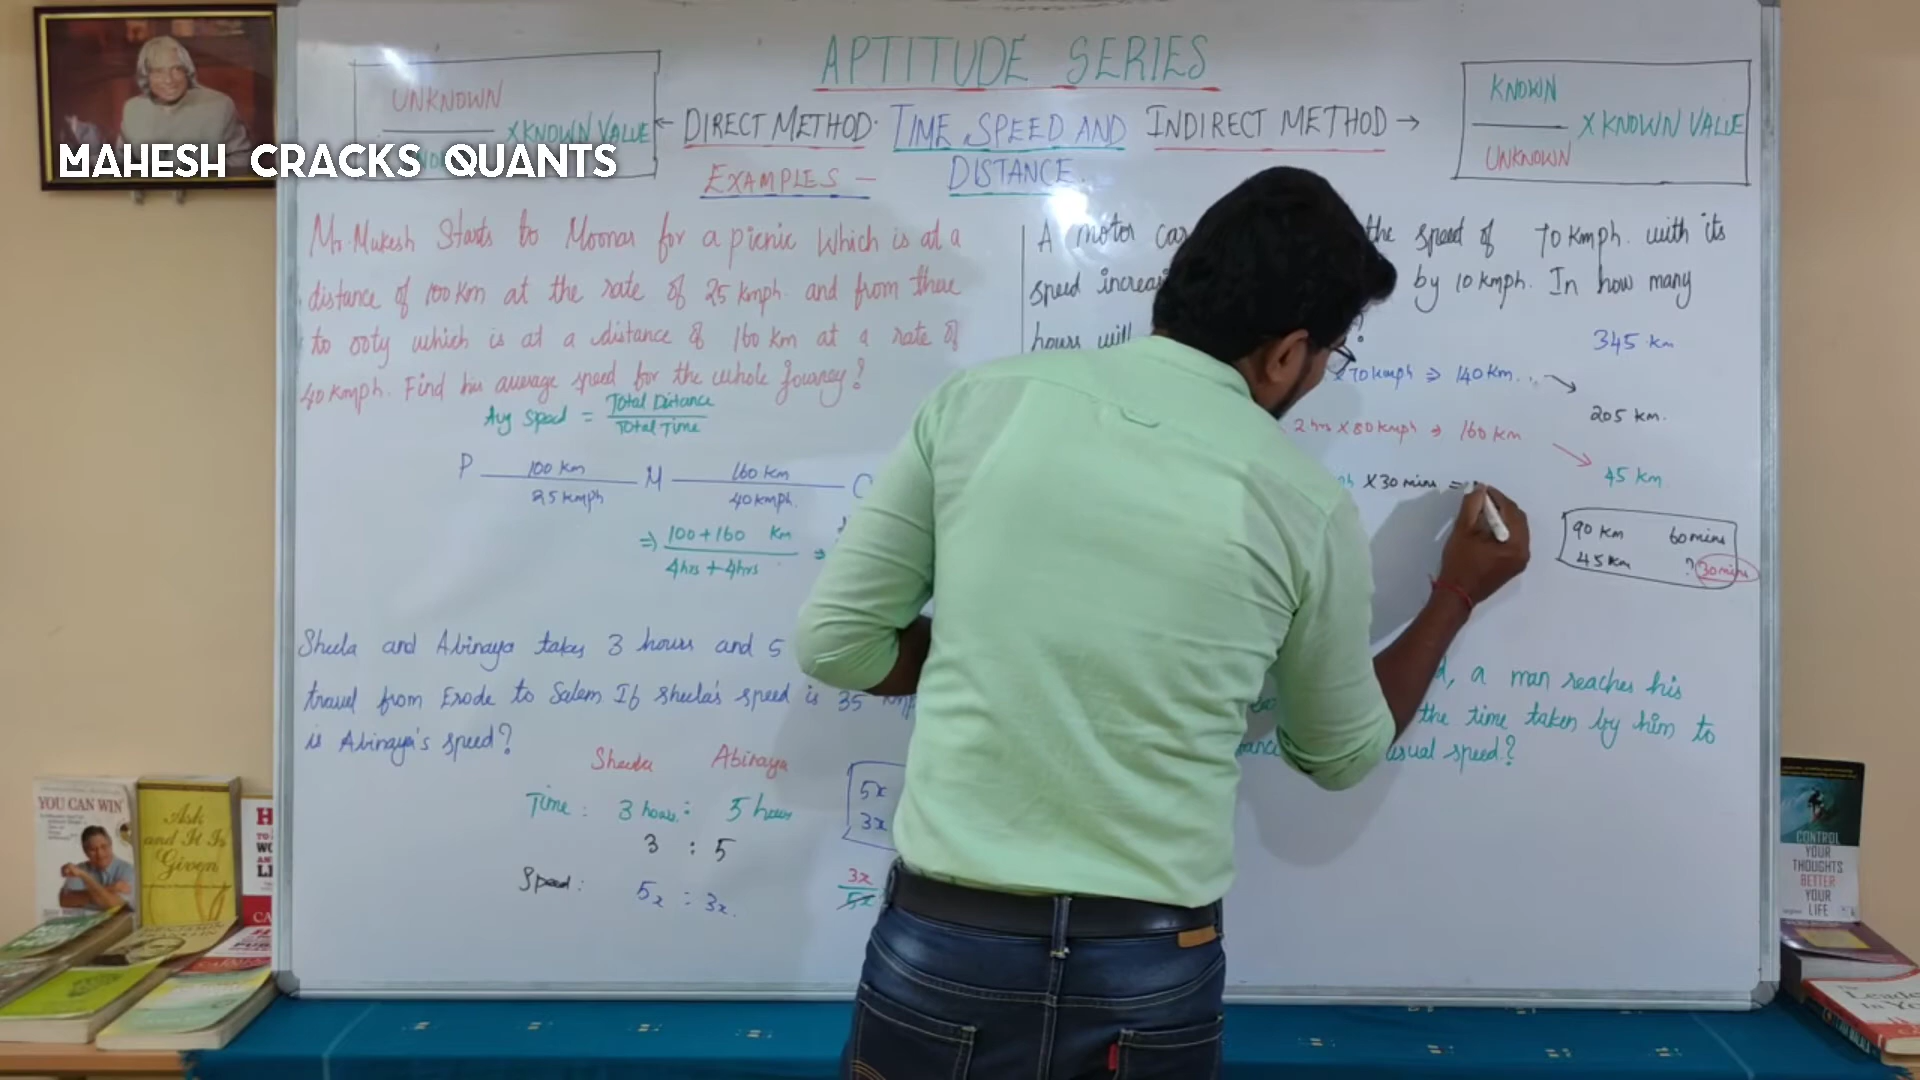 APTITUDE SERIES
UNKNOWN
X KNOWN VALUE
← DIRECT METHOD. TIME SPEED AND INDIRECT METHOD →
DISTANCE.
KNOWN
UNKNOWN
X KNOWN VALUE
MAHESH CRACKS QUANTS
EXAMPLES –
Mr. Mukesh Starts to Moonar for a picnic which is at a
distance of 100 km at the rate of 25 kmph. and from there
to ooty which is at a distance of 160 km at a rate of
40 kmph. Find his average speed for the whole Journey?
Avg Speed = Total Distance
Total Time
P 100 km M 160 km
25 kmph 40 kmph.
⇒ 100+160 km ⇒
4hrs + 4hrs
Sheela and Abinaya takes 3 hours and 5
travel from Erode to Salem If Sheela's speed is 35
is Abinaya's speed?
Sheela Abinaya
Time : 3 hours : 5 hours
3 : 5
Speed : 5x : 3x.
5x
3x
3x
5x
A motor car the speed of 70 kmph. with its
speed by 10 kmph. In how many
hours will ?
345 km
x 70 kmph ⇒ 140 km
205 km.
2 hrs x 80 kmph ⇒ 160 km
45 km
x 30 mins =
90 km 60 mins
45 km ? 30 mins
, a man reaches his
the time taken by him to
usual speed?
YOU CAN WIN
Ask
and It Is
Given
CONTROL
YOUR
THOUGHTS
BETTER
YOUR
LIFE